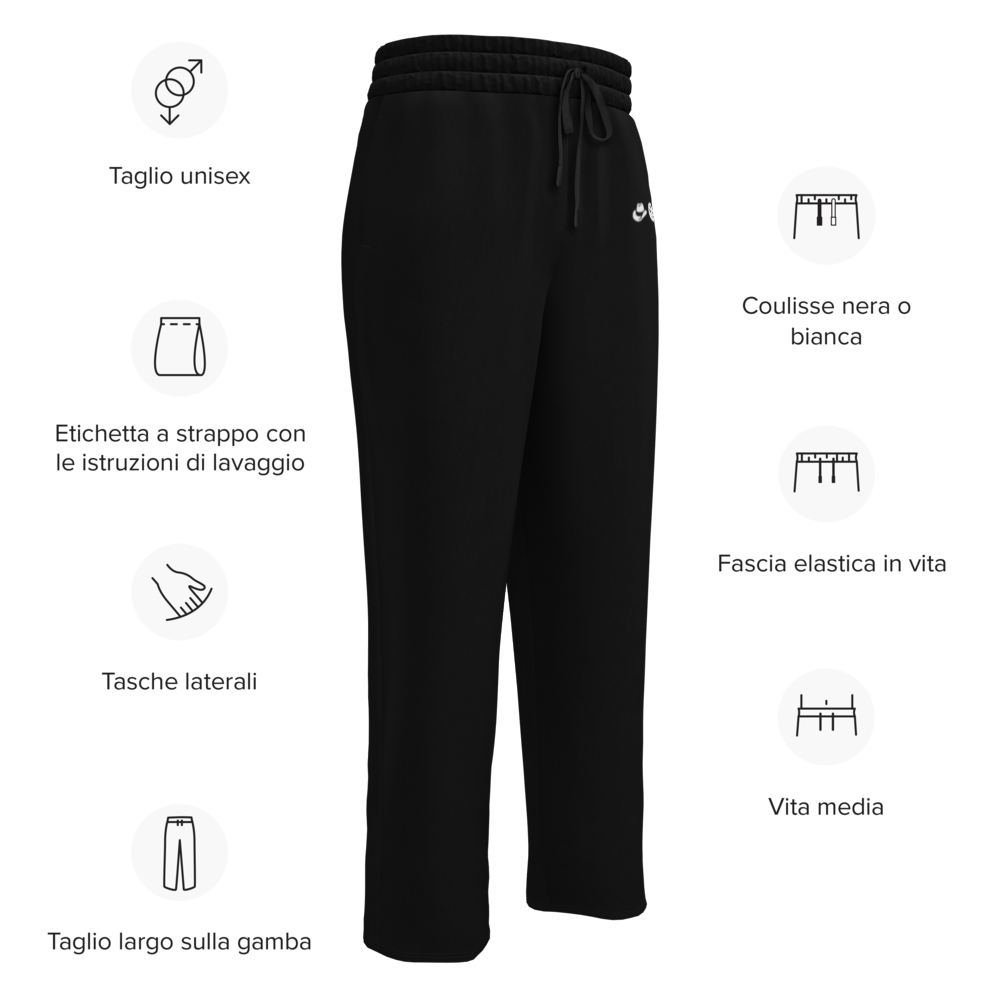 Taglio unisex
Etichetta a strappo con
le istruzioni di lavaggio
Tasche laterali
Taglio largo sulla gamba
Coulisse nera o
bianca
Fascia elastica in vita
Vita media